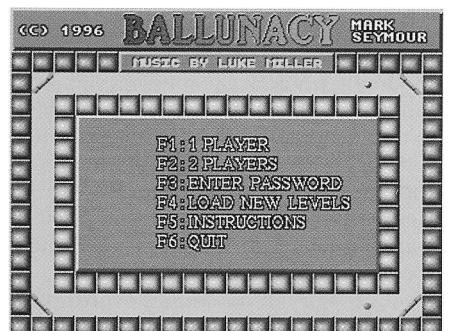 (C) 1996 BALLUNACY MARK SEYMOUR
MUSIC BY LUKE MILLER
F1: 1 PLAYER
F2: 2 PLAYERS
F3: ENTER PASSWORD
F4: LOAD NEW LEVELS
F5: INSTRUCTIONS
F6: QUIT